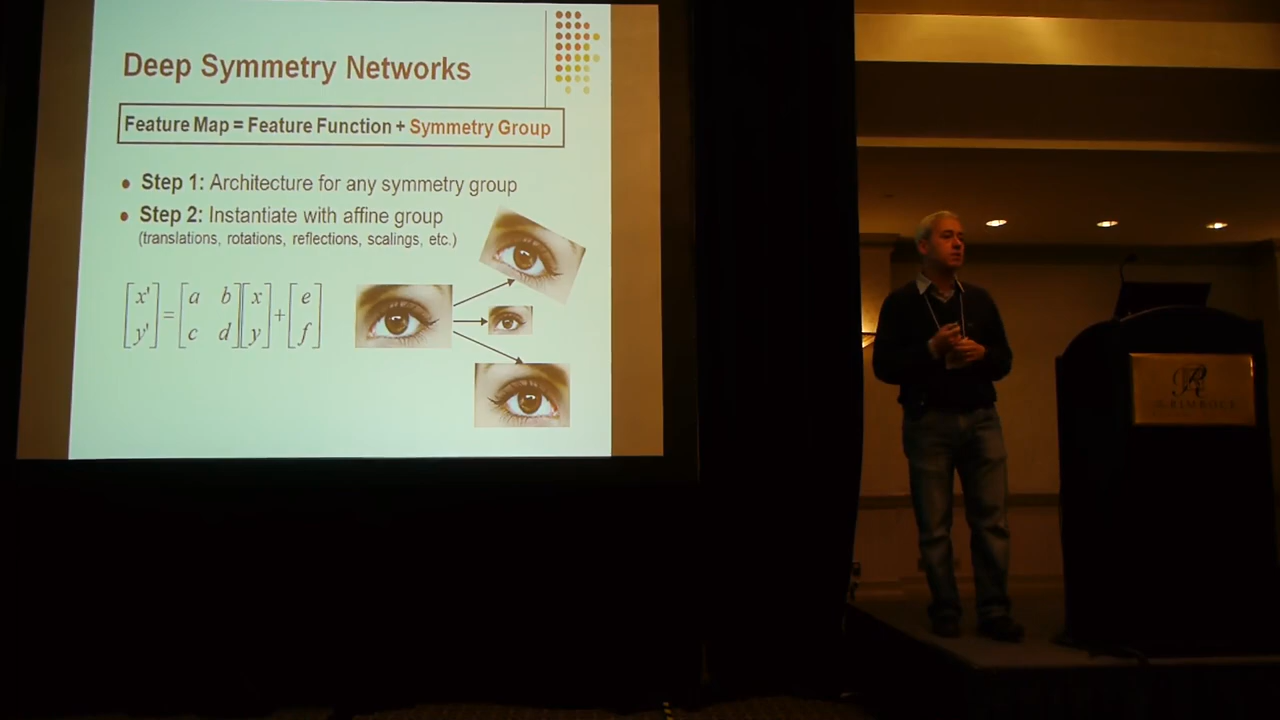 Deep Symmetry Networks
Feature Map = Feature Function + Symmetry Group
• Step 1: Architecture for any symmetry group
• Step 2: Instantiate with affine group
(translations, rotations, reflections, scalings, etc.)
[x'] = [a b] [x] + [e]
[y'] [c d] [y] [f]